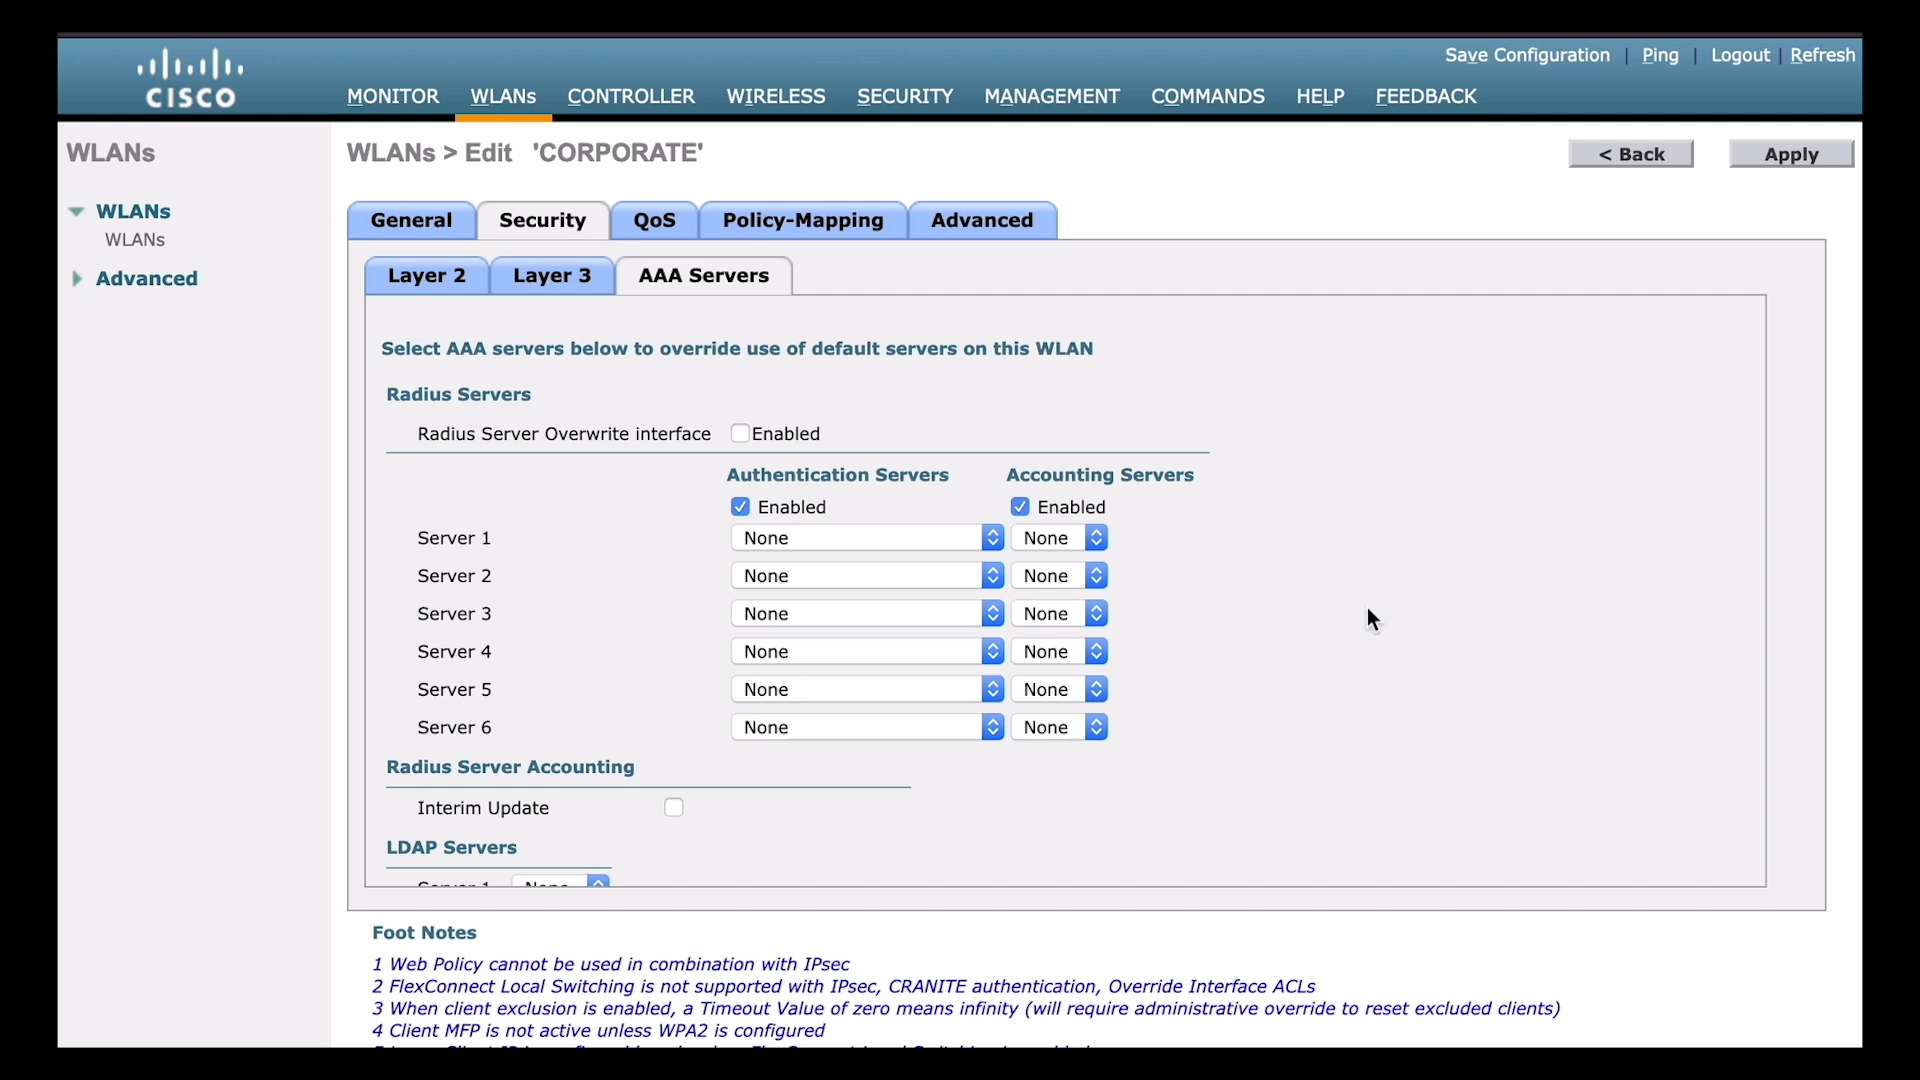 Save Configuration | Ping | Logout | Refresh
CISCO
MONITOR WLANs CONTROLLER WIRELESS SECURITY MANAGEMENT COMMANDS HELP FEEDBACK
WLANs
WLANs > Edit 'CORPORATE'
< Back
Apply
WLANs
WLANs
Advanced
General Security QoS Policy-Mapping Advanced
Layer 2 Layer 3 AAA Servers
Select AAA servers below to override use of default servers on this WLAN
Radius Servers
Radius Server Overwrite interface Enabled
Authentication Servers Accounting Servers
Enabled Enabled
Server 1 None None
Server 2 None None
Server 3 None None
Server 4 None None
Server 5 None None
Server 6 None None
Radius Server Accounting
Interim Update
LDAP Servers
Server 1 None
Foot Notes
1 Web Policy cannot be used in combination with IPsec
2 FlexConnect Local Switching is not supported with IPsec, CRANITE authentication, Override Interface ACLs
3 When client exclusion is enabled, a Timeout Value of zero means infinity (will require administrative override to reset excluded clients)
4 Client MFP is not active unless WPA2 is configured